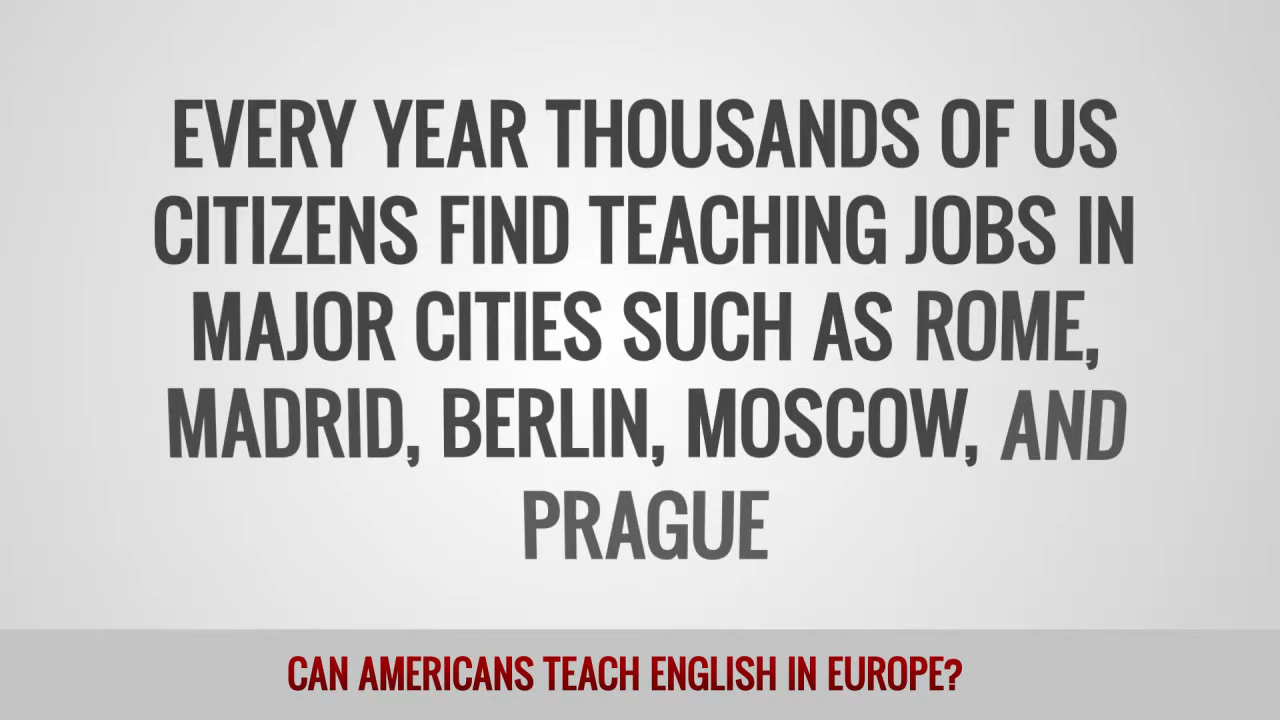 EVERY YEAR THOUSANDS OF US
CITIZENS FIND TEACHING JOBS IN
MAJOR CITIES SUCH AS ROME,
MADRID, BERLIN, MOSCOW, AND
PRAGUE
CAN AMERICANS TEACH ENGLISH IN EUROPE?